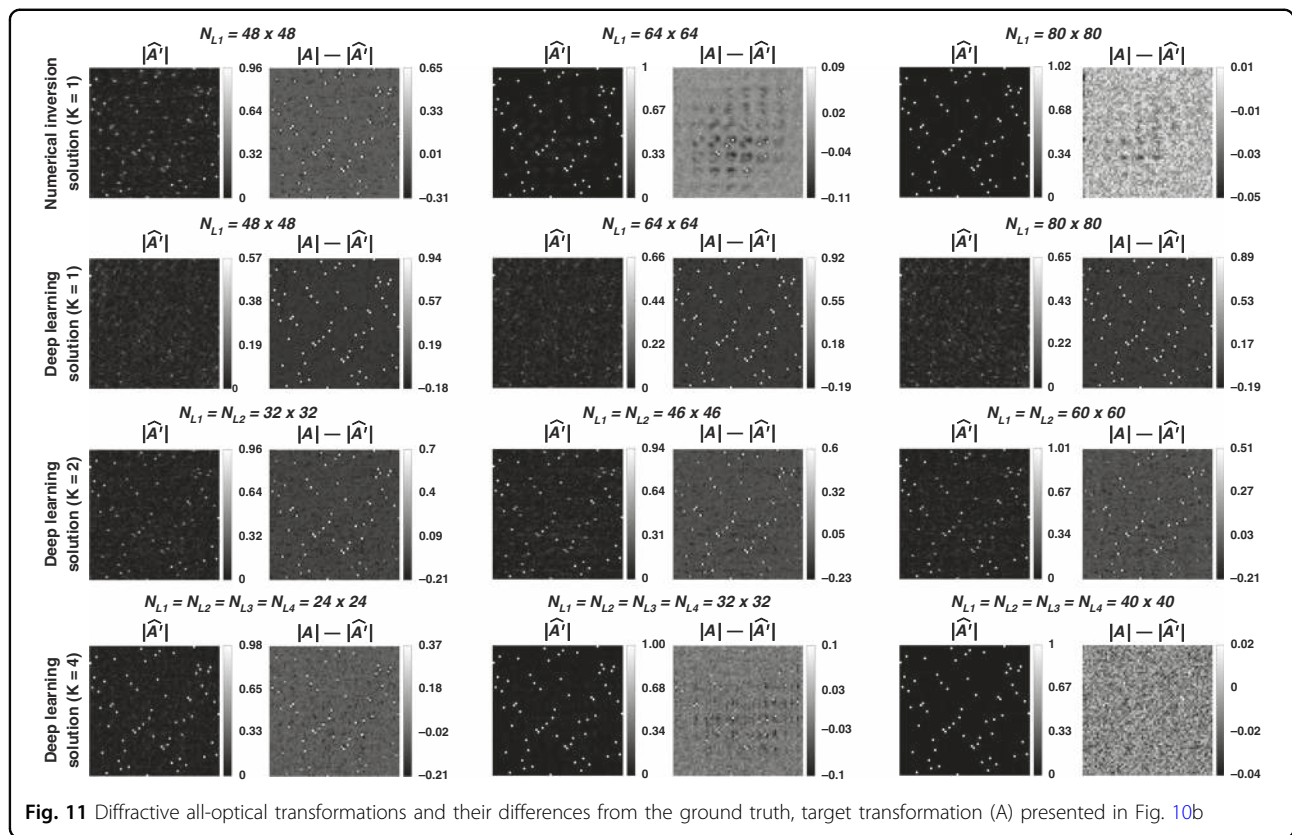 N_L1 = 48 x 48
N_L1 = 64 x 64
N_L1 = 80 x 80
|Â'| |A| — |Â'| |Â'| |A| — |Â'| |Â'| |A| — |Â'|
Numerical inversion
solution (K = 1)
0.96 0.65 1 0.09 1.02 0.01
0.64 0.33 0.67 0.02 0.68 −0.01
0.32 0.01 0.33 −0.04 0.34 −0.03
0 −0.31 0 −0.11 0 −0.05
N_L1 = 48 x 48
N_L1 = 64 x 64
N_L1 = 80 x 80
|Â'| |A| — |Â'| |Â'| |A| — |Â'| |Â'| |A| — |Â'|
Deep learning
solution (K = 1)
0.57 0.94 0.66 0.92 0.65 0.89
0.38 0.57 0.44 0.55 0.43 0.53
0.19 0.19 0.22 0.18 0.22 0.17
0 −0.18 0 −0.19 0 −0.19
N_L1 = N_L2 = 32 x 32
N_L1 = N_L2 = 46 x 46
N_L1 = N_L2 = 60 x 60
|Â'| |A| — |Â'| |Â'| |A| — |Â'| |Â'| |A| — |Â'|
Deep learning
solution (K = 2)
0.96 0.7 0.94 0.6 1.01 0.51
0.64 0.4 0.64 0.32 0.67 0.27
0.32 0.09 0.31 0.05 0.34 0.03
0 −0.21 0 −0.23 0 −0.21
N_L1 = N_L2 = N_L3 = N_L4 = 24 x 24
N_L1 = N_L2 = N_L3 = N_L4 = 32 x 32
N_L1 = N_L2 = N_L3 = N_L4 = 40 x 40
|Â'| |A| — |Â'| |Â'| |A| — |Â'| |Â'| |A| — |Â'|
Deep learning
solution (K = 4)
0.98 0.37 1.00 0.1 1 0.02
0.65 0.18 0.68 0.03 0.67 0
0.33 −0.02 0.34 −0.03 0.33 −0.02
0 −0.21 0 −0.1 0 −0.04
Fig. 11 Diffractive all-optical transformations and their differences from the ground truth, target transformation (A) presented in Fig. 10b